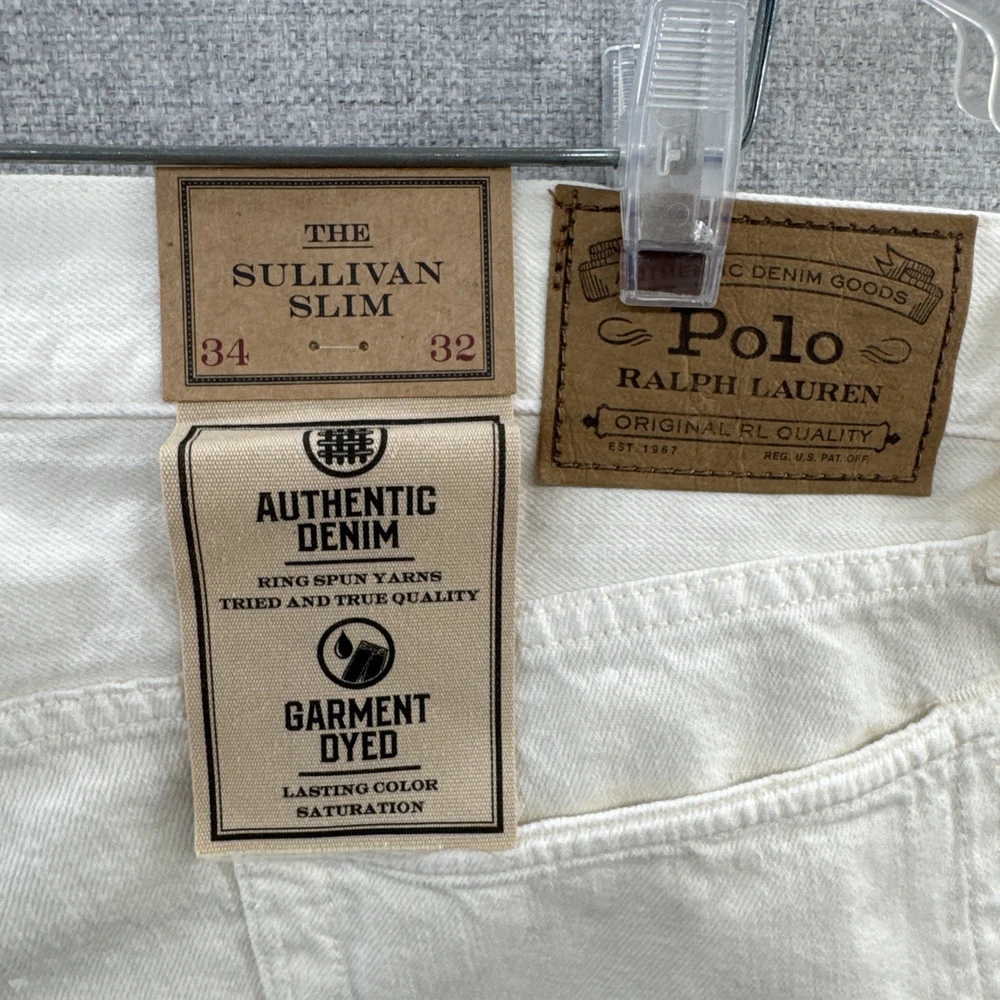 THE
SULLIVAN
SLIM
34 32
AUTHENTIC
DENIM
RING SPUN YARNS
TRIED AND TRUE QUALITY
GARMENT
DYED
LASTING COLOR
SATURATION
DENIM GOODS
Polo
RALPH LAUREN
ORIGINAL RL QUALITY
EST. 1967 REG. U.S. PAT. OFF.